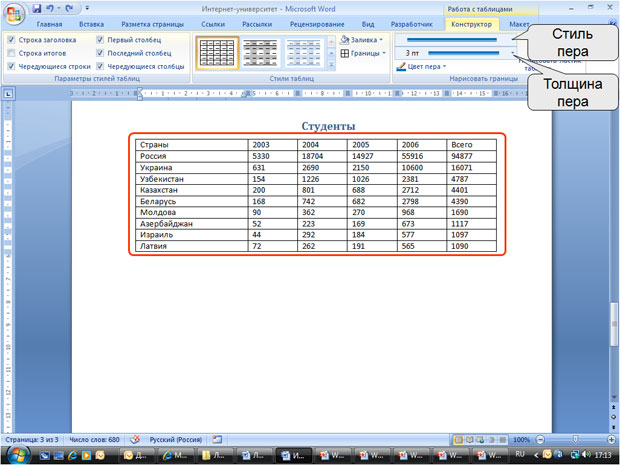 Интернет-университет - Microsoft Word
Работа с таблицами
Главная Вставка Разметка страницы Ссылки Рассылки Рецензирование Вид Разработчик Конструктор Макет
Строка заголовка Первый столбец
Строка итогов Последний столбец
Чередующиеся строки Чередующиеся столбцы
Параметры стилей таблиц
Заливка
Границы
Стили таблиц
3 пт
Цвет пера
Нарисовать границы
Стиль
пера
Толщина
пера
Студенты
Страны 2003 2004 2005 2006 Всего
Россия 5330 18704 14927 55916 94877
Украина 631 2690 2150 10600 16071
Узбекистан 154 1226 1026 2381 4787
Казахстан 200 801 688 2712 4401
Беларусь 168 742 682 2798 4390
Молдова 90 362 270 968 1690
Азербайджан 52 223 169 673 1117
Израиль 44 292 184 577 1097
Латвия 72 262 191 565 1090
Страница: 3 из 3 Число слов: 680 Русский (Россия) 100%
RU 17:13